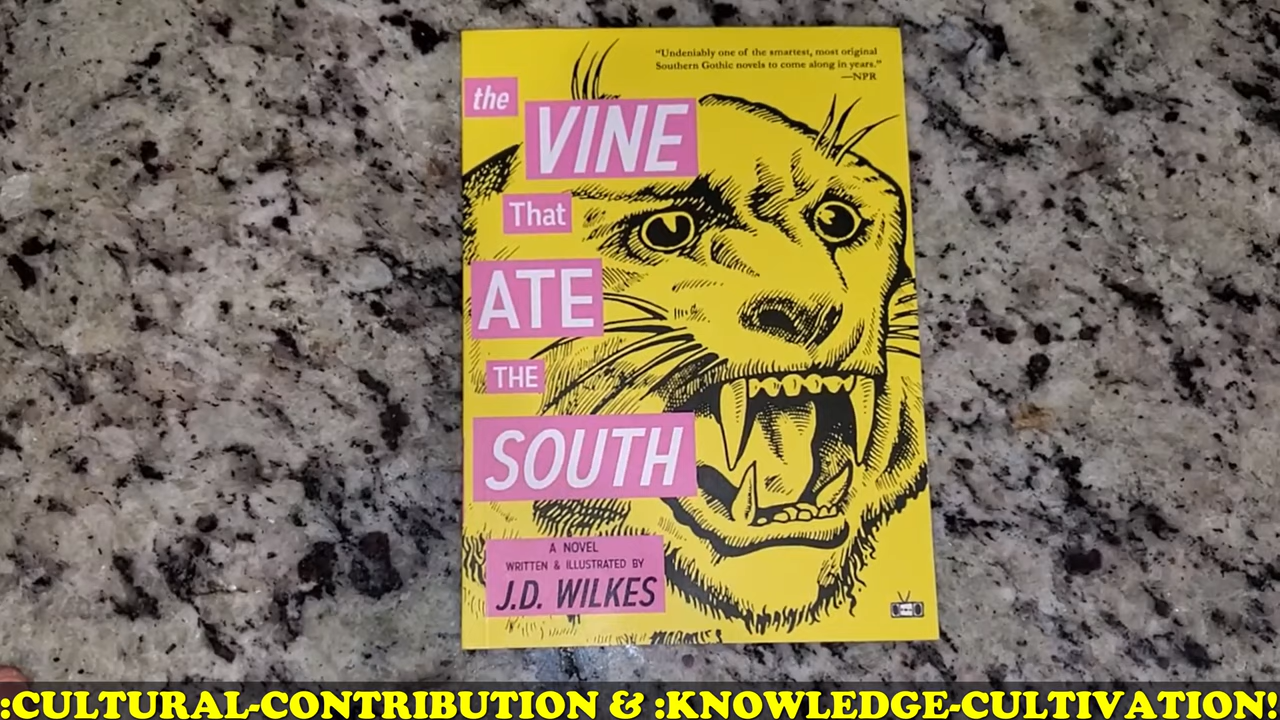 “Undeniably one of the smartest, most original
Southern Gothic novels to come along in years.”
—NPR
the
VINE
That
ATE
THE
SOUTH
A NOVEL
WRITTEN & ILLUSTRATED BY
J.D. WILKES
:CULTURAL-CONTRIBUTION & :KNOWLEDGE-CULTIVATION!